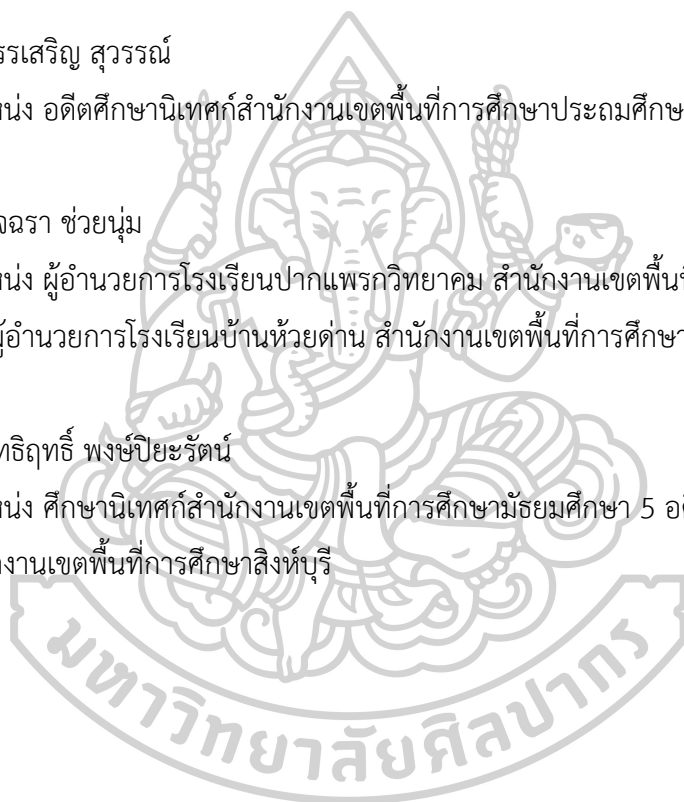 รรเสริญ สุวรรณ์
หน่ง อดีตศึกษานิเทศก์สำนักงานเขตพื้นที่การศึกษาประถมศึกษ
จฉรา ช่วยนุ่ม
หน่ง ผู้อำนวยการโรงเรียนปากแพรกวิทยาคม สำนักงานเขตพื้นที่
ผู้อำนวยการโรงเรียนบ้านห้วยด่าน สำนักงานเขตพื้นที่การศึกษา
ทธิฤทธิ์ พงษ์ปิยะรัตน์
หน่ง ศึกษานิเทศก์สำนักงานเขตพื้นที่การศึกษามัธยมศึกษา 5 อดี
กงานเขตพื้นที่การศึกษาสิงห์บุรี
มหาวิทยาลัยศิลปากร